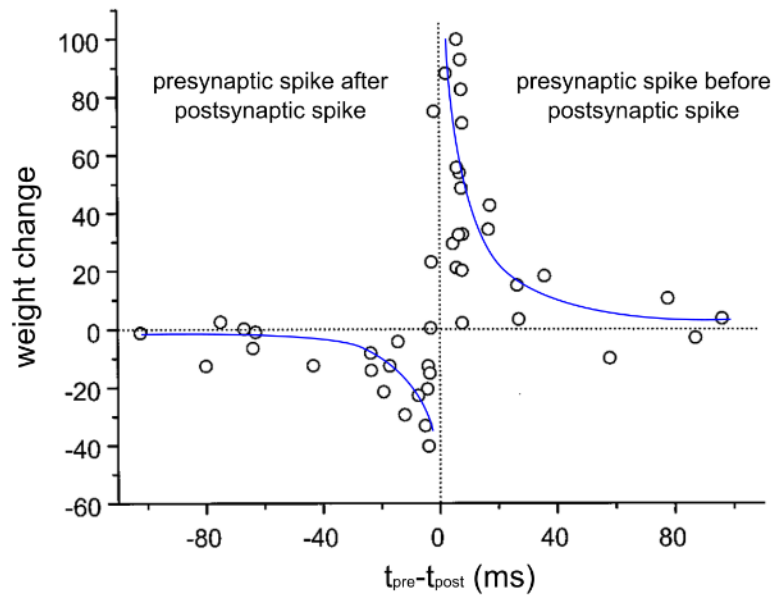 presynaptic spike after
postsynaptic spike
presynaptic spike before
postsynaptic spike
weight change
100
80
60
40
20
0
-20
-40
-60
-80
-40
0
40
80
tpre-tpost (ms)